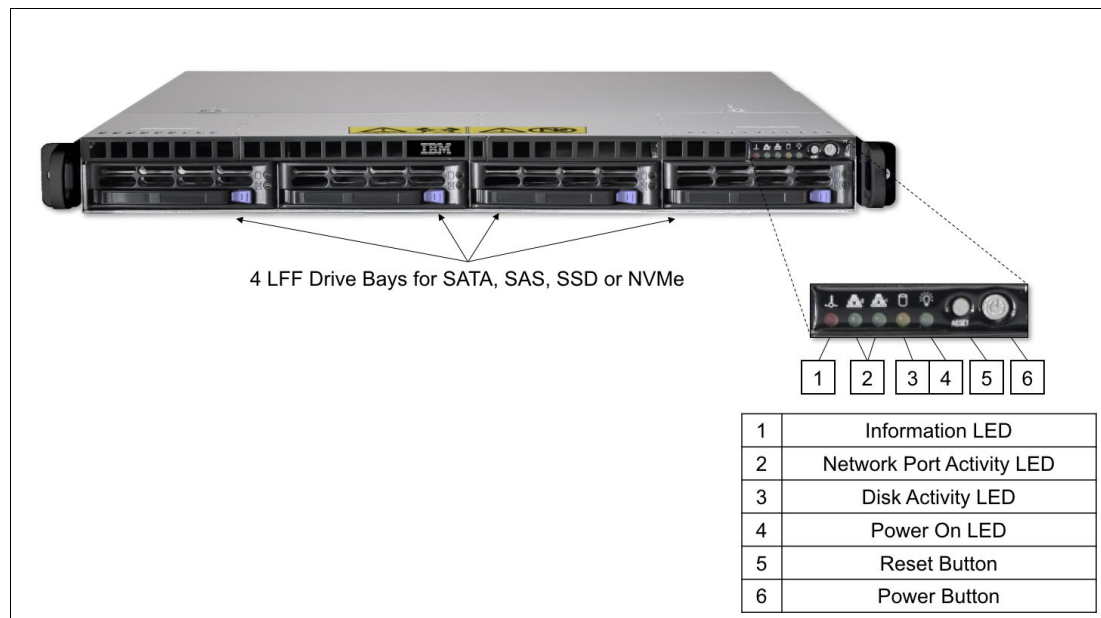 IBM
4 LFF Drive Bays for SATA, SAS, SSD or NVMe
RESET
1 2 3 4 5 6
1 Information LED
2 Network Port Activity LED
3 Disk Activity LED
4 Power On LED
5 Reset Button
6 Power Button